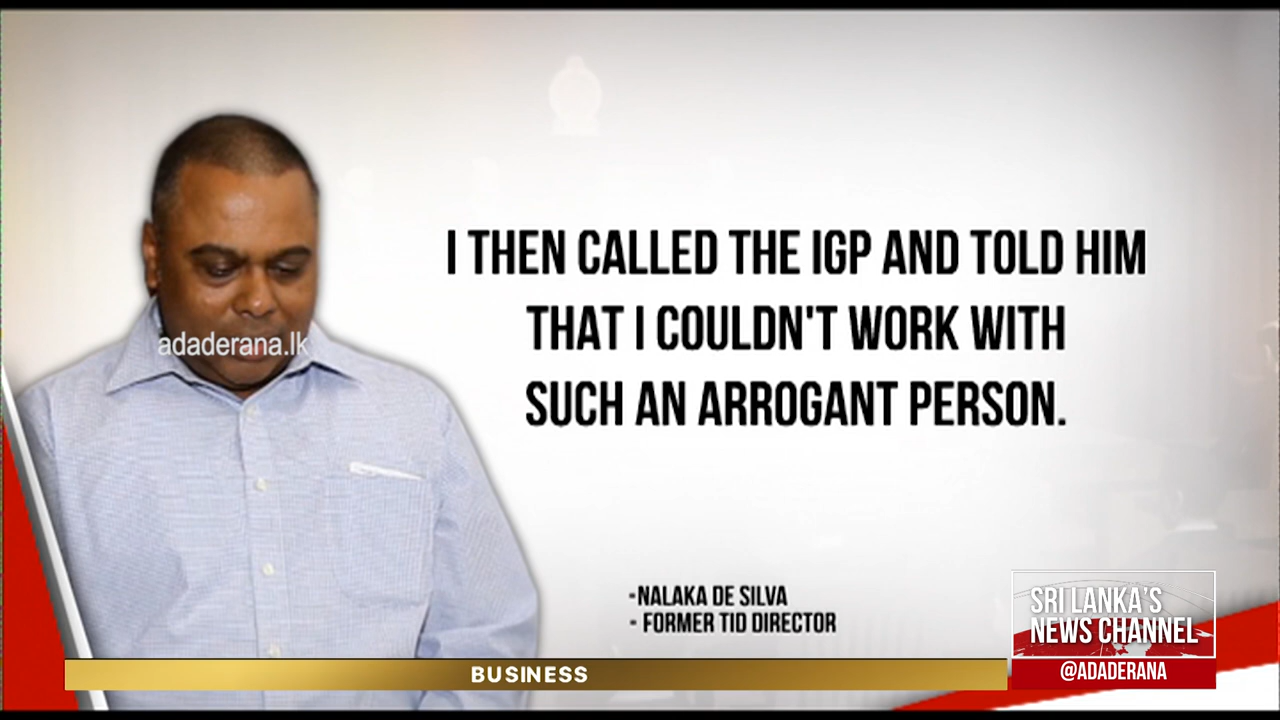 I THEN CALLED THE IGP AND TOLD HIM
THAT I COULDN'T WORK WITH
SUCH AN ARROGANT PERSON.
adaderana.lk
-NALAKA DE SILVA
- FORMER TID DIRECTOR
SRI LANKA'S
NEWS CHANNEL
@ADADERANA
BUSINESS